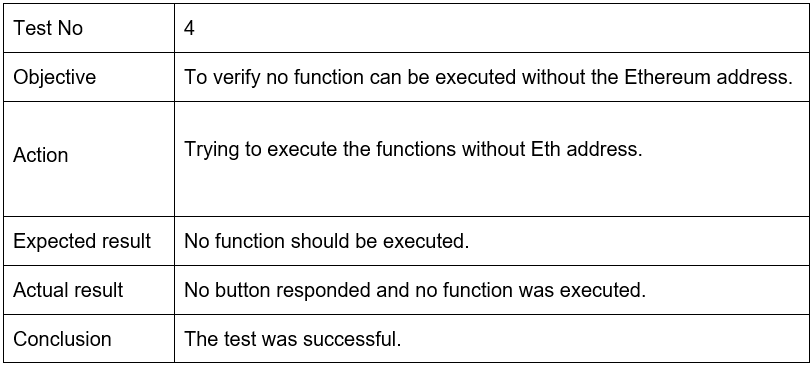 Test No 4
Objective To verify no function can be executed without the Ethereum address.
Action Trying to execute the functions without Eth address.
Expected result No function should be executed.
Actual result No button responded and no function was executed.
Conclusion The test was successful.